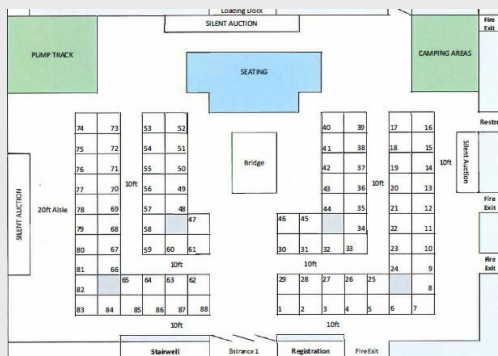 Loading Dock
SILENT AUCTION
Fire
Exit
PUMP TRACK
SEATING
CAMPING AREAS
74 73 53 52 40 39 17 16
Restr
75 72 54 51 41 38 18 15
Bridge
Silent Auction
76 71 55 50 42 37 19 14
10ft 10ft 10ft
77 70 56 49 43 36 20 13
SILENT AUCTION
20ft Aisle
78 69 57 48 44 35 21 12
Fire
Exit
79 68 58 47 46 45 34 22 11
80 67 59 60 61 30 31 32 33 23 10
10ft 10ft
81 66 24 9
Fire
Exit
82 65 64 63 62 29 28 27 26 25 8
83 84 85 86 87 88 1 2 3 4 5 6 7
10ft 10ft
Stairwell Entrance 1 Registration Fire Exit